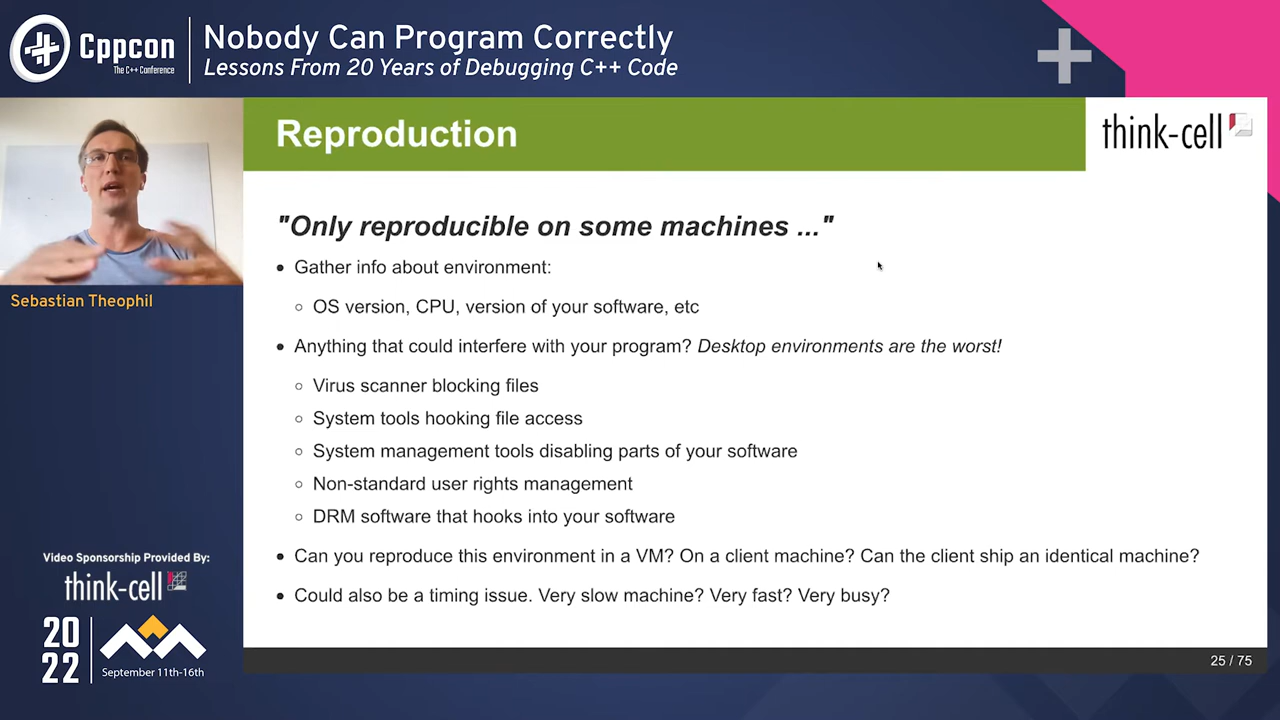 Cppcon
The C++ Conference
Nobody Can Program Correctly
Lessons From 20 Years of Debugging C++ Code
Sebastian Theophil
Video Sponsorship Provided By:
think-cell
20
22
September 11th-16th
Reproduction
think-cell
"Only reproducible on some machines ..."
• Gather info about environment:
◦ OS version, CPU, version of your software, etc
• Anything that could interfere with your program? Desktop environments are the worst!
◦ Virus scanner blocking files
◦ System tools hooking file access
◦ System management tools disabling parts of your software
◦ Non-standard user rights management
◦ DRM software that hooks into your software
• Can you reproduce this environment in a VM? On a client machine? Can the client ship an identical machine?
• Could also be a timing issue. Very slow machine? Very fast? Very busy?
25 / 75